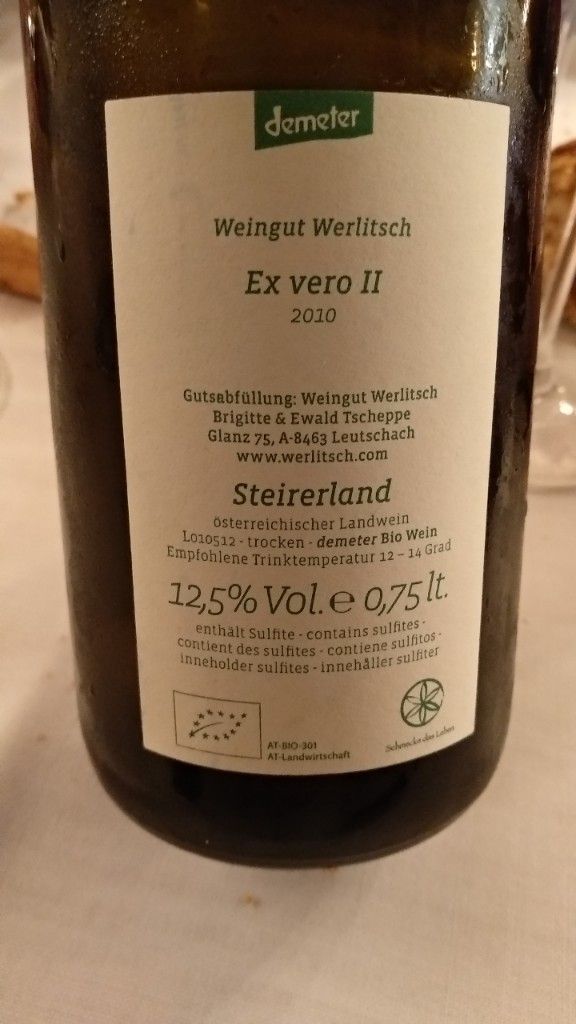 demeter
Weingut Werlitsch
Ex vero II
2010
Gutsabfüllung: Weingut Werlitsch
Brigitte & Ewald Tscheppe
Glanz 75, A-8463 Leutschach
www.werlitsch.com
Steirerland
österreichischer Landwein
L010512 - trocken - demeter Bio Wein
Empfohlene Trinktemperatur 12 – 14 Grad
12,5% Vol. ℮ 0,75 lt.
enthält Sulfite - contains sulfites -
contient des sulfites - contiene sulfitos -
inneholder sulfites - innehåller sulfiter
AT-BIO-301
AT-Landwirtschaft
Schmecke das Leben